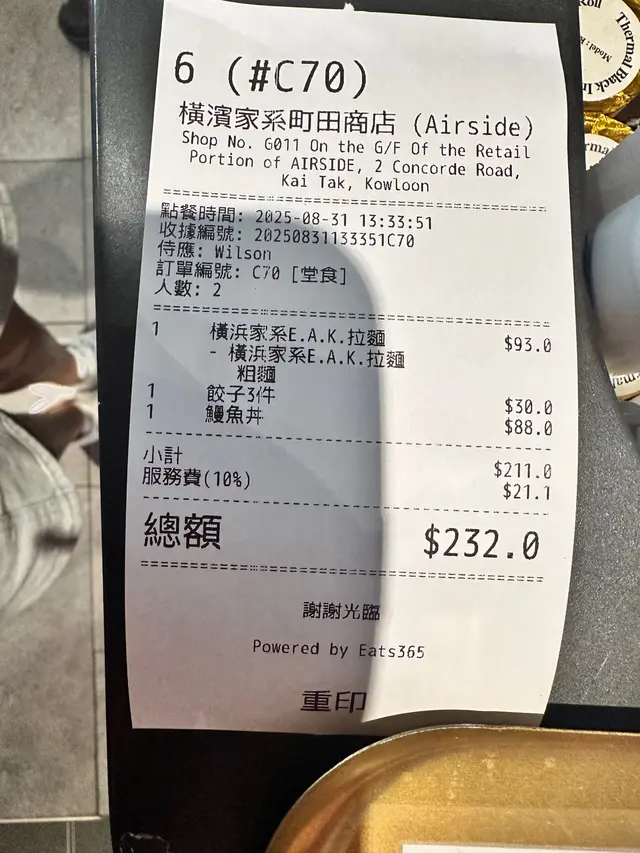 6 (#C70)
橫濱家系町田商店 (Airside)
Shop No. G011 On the G/F Of the Retail
Portion of AIRSIDE, 2 Concorde Road,
Kai Tak, Kowloon
點餐時間: 2025-08-31 13:33:51
收據編號: 20250831133351C70
侍應: Wilson
訂單編號: C70 [堂食]
人數: 2
1 橫浜家系E.A.K.拉麵 $93.0
- 橫浜家系E.A.K.拉麵
粗麵
1 餃子3件 $30.0
1 鰻魚丼 $88.0
小計 $211.0
服務費(10%) $21.1
總額 $232.0
謝謝光臨
Powered by Eats365
重印
Roll
Thermal Black In
Model: